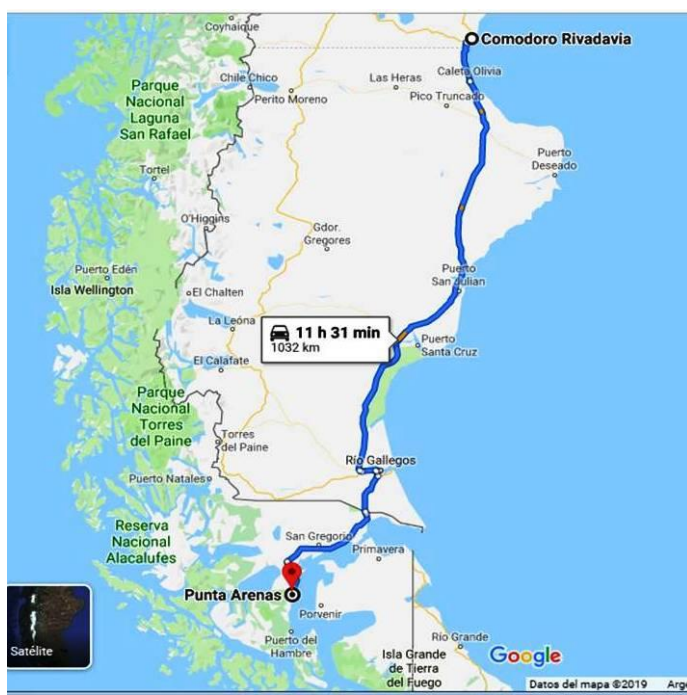 Coyhaique
Comodoro Rivadavia
Chile Chico
Las Heras
Caleta Olivia
Parque
Nacional
Laguna
San Rafael
Perito Moreno
Pico Truncado
Puerto
Deseado
Tortel
O'Higgins
Gdor.
Gregores
Puerto Edén
Isla Wellington
El Chalten
Puerto
San Julian
La Leóna
11 h 31 min
1032 km
Puerto
Santa Cruz
El Calafate
Parque
Nacional
Torres
del Paine
Torres
del Paine
Río Gallegos
Puerto Natales
Reserva
Nacional
Alacalufes
San Gregorio
Primavera
Punta Arenas
Porvenir
Puerto del
Hambre
Río Grande
Isla Grande
de Tierra
del Fuego
Satélite
Google
Datos del mapa ©2019
Arge